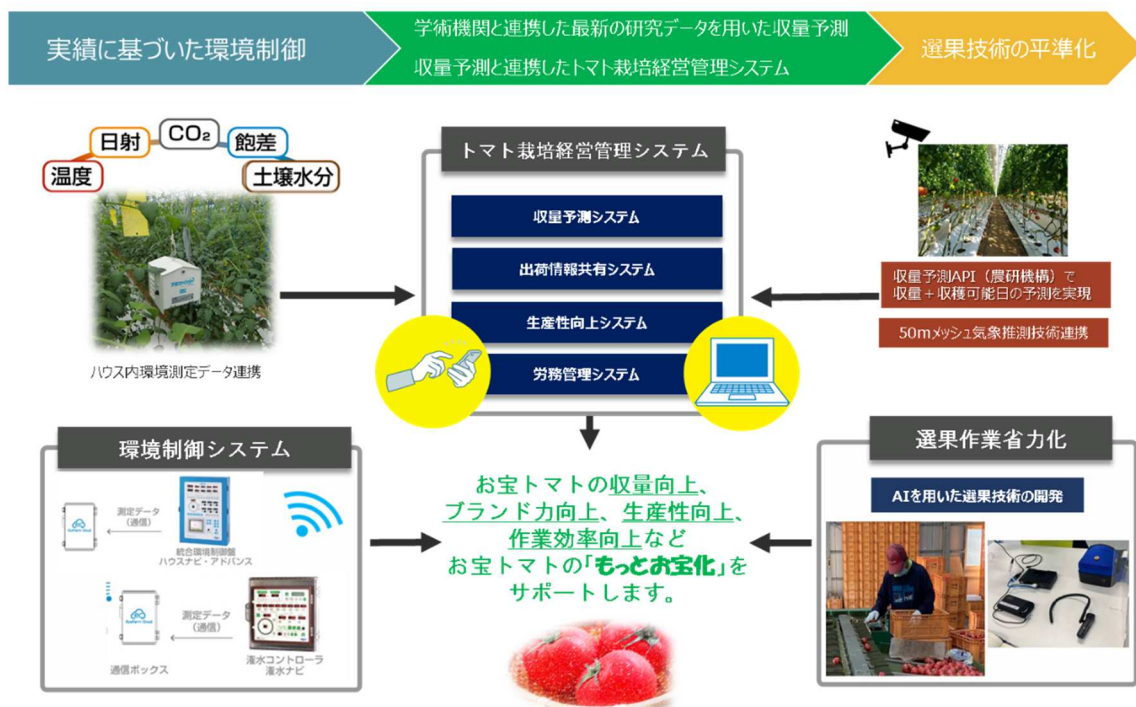 実績に基づいた環境制御
学術機関と連携した最新の研究データを用いた収量予測
収量予測と連携したトマト栽培経営管理システム
選果技術の平準化
温度
日射
CO₂
飽差
土壌水分
ハウス内環境測定データ連携
トマト栽培経営管理システム
収量予測システム
出荷情報共有システム
生産性向上システム
労務管理システム
収量予測API（農研機構）で
収量＋収穫可能日の予測を実現
50mメッシュ気象推測技術連携
環境制御システム
測定データ
（通信）
統合環境制御盤
ハウスナビ・アドバンス
測定データ
（通信）
通信ボックス
潅水コントローラ
潅水ナビ
お宝トマトの収量向上、
ブランド力向上、生産性向上、
作業効率向上など
お宝トマトの「もっとお宝化」を
サポートします。
選果作業省力化
AIを用いた選果技術の開発